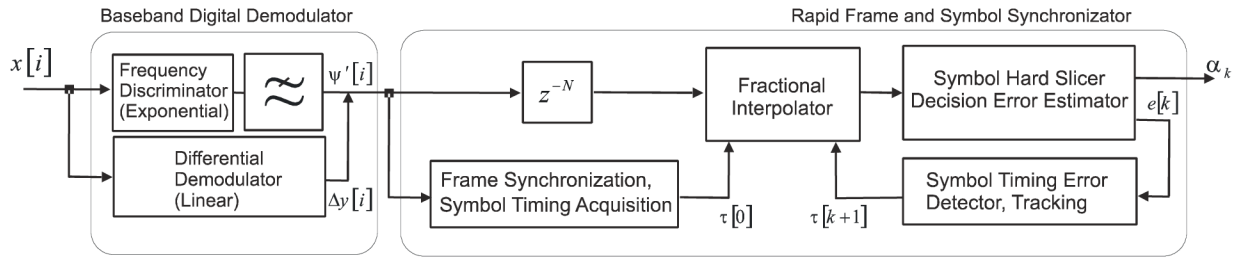 Baseband Digital Demodulator
Rapid Frame and Symbol Synchronizator
x[i]
Frequency
Discriminator
(Exponential)
ψ'[i]
Differential
Demodulator
(Linear)
Δy[i]
z⁻ᴺ
Fractional
Interpolator
Symbol Hard Slicer
Decision Error Estimator
αₖ
e[k]
Frame Synchronization,
Symbol Timing Acquisition
τ[0]
τ[k+1]
Symbol Timing Error
Detector, Tracking